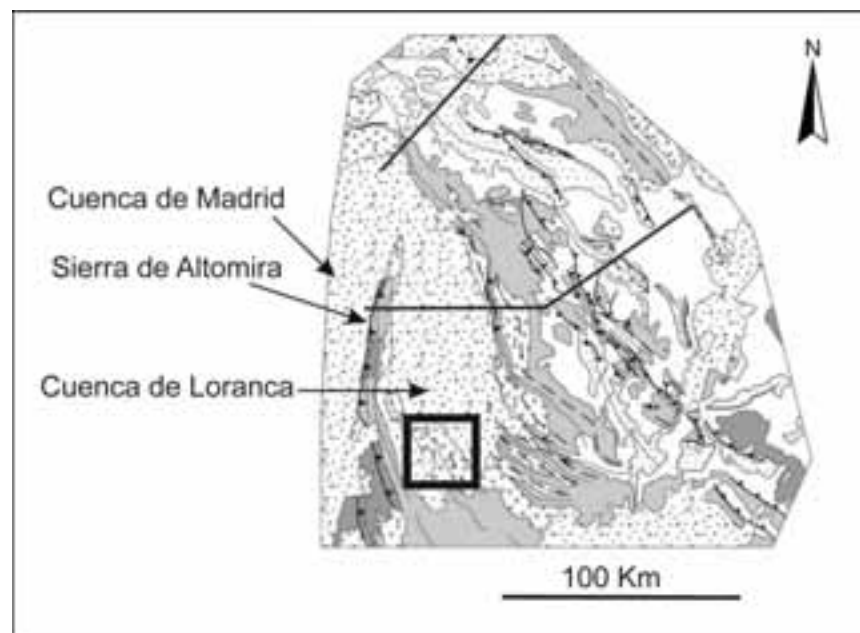 N
Cuenca de Madrid
Sierra de Altomira
Cuenca de Loranca
100 Km